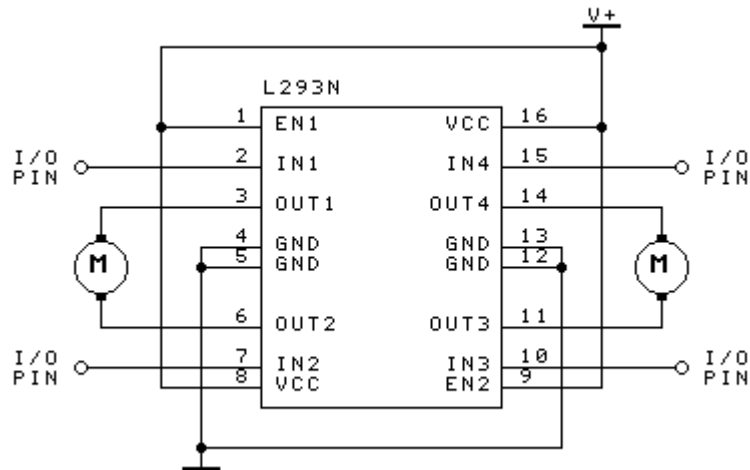 V+
L293N
1 EN1 VCC 16
I/O PIN 2 IN1 IN4 15 I/O PIN
3 OUT1 OUT4 14
4 GND GND 13
5 GND GND 12
M M
6 OUT2 OUT3 11
I/O PIN 7 IN2 IN3 10 I/O PIN
8 VCC EN2 9